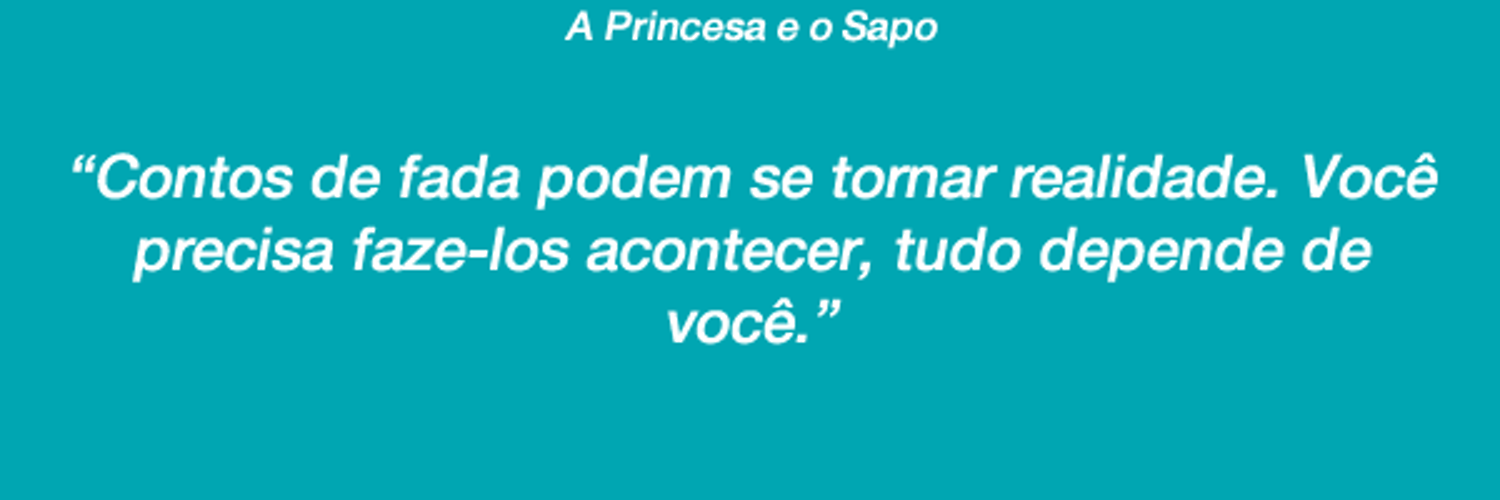 A Princesa e o Sapo
“Contos de fada podem se tornar realidade. Você
precisa faze-los acontecer, tudo depende de
você.”